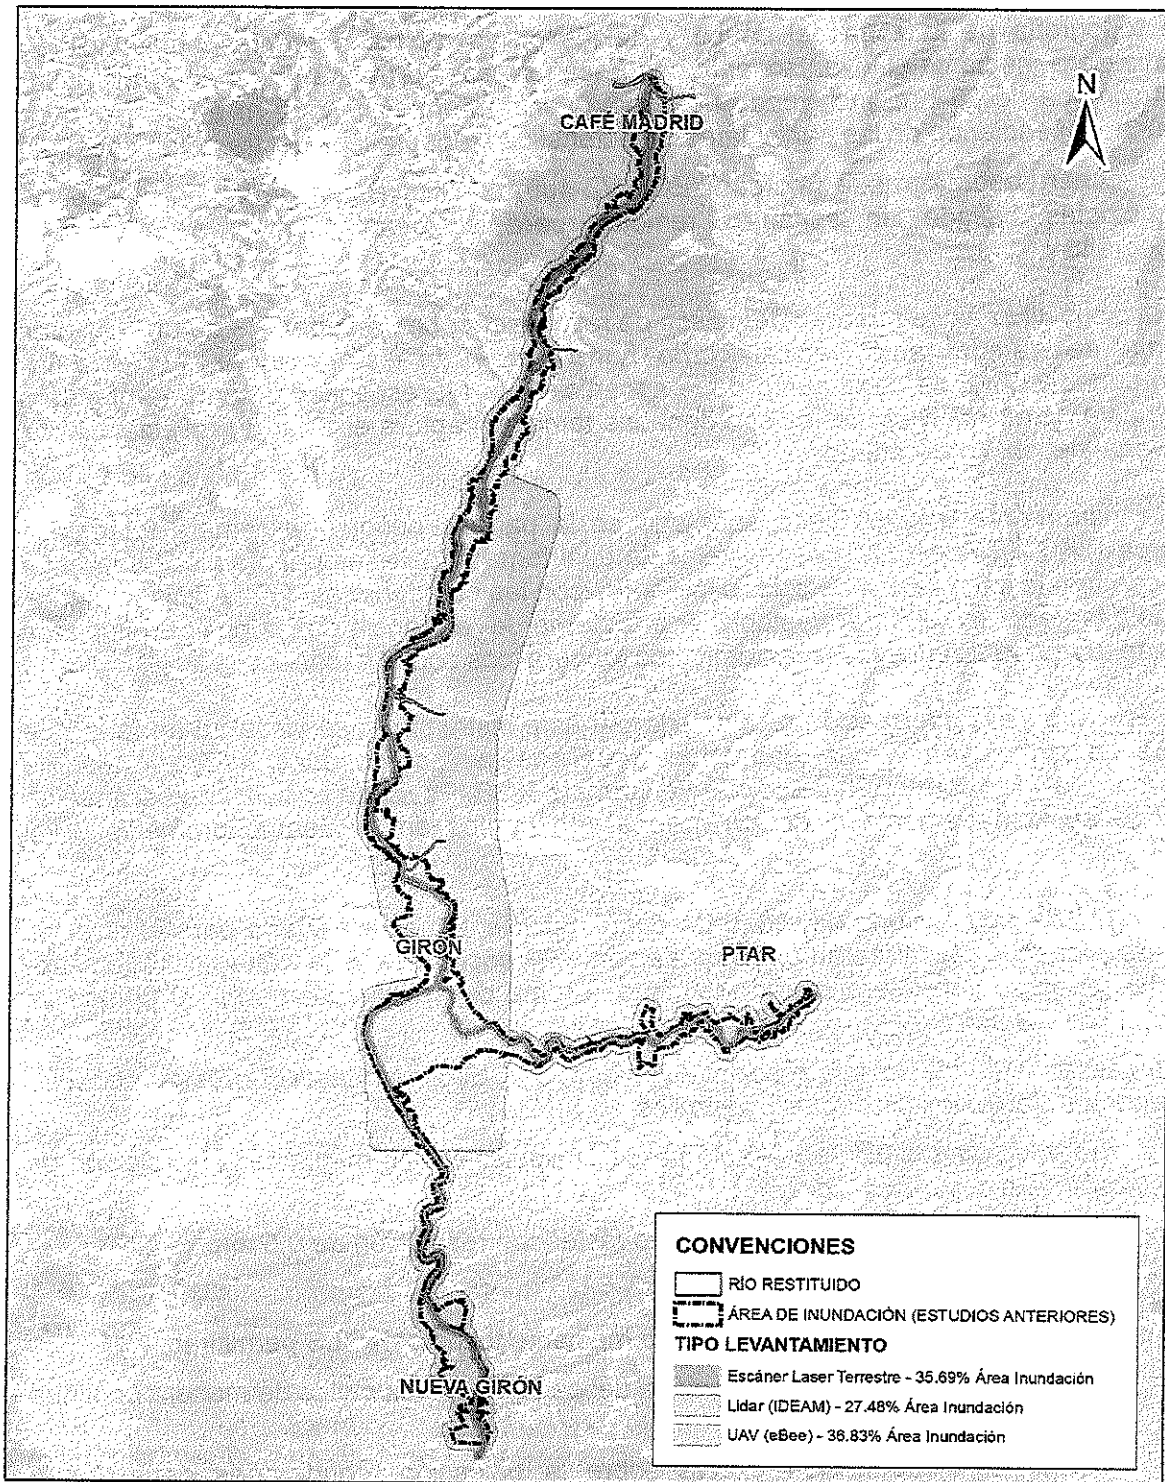 N
CAFÉ MADRID
GIRÓN
PTAR
NUEVA GIRÓN
CONVENCIONES
RÍO RESTITUIDO
ÁREA DE INUNDACIÓN (ESTUDIOS ANTERIORES)
TIPO LEVANTAMIENTO
Escáner Laser Terrestre - 35.69% Área Inundación
Lidar (IDEAM) - 27.48% Área Inundación
UAV (eBee) - 36.83% Área Inundación